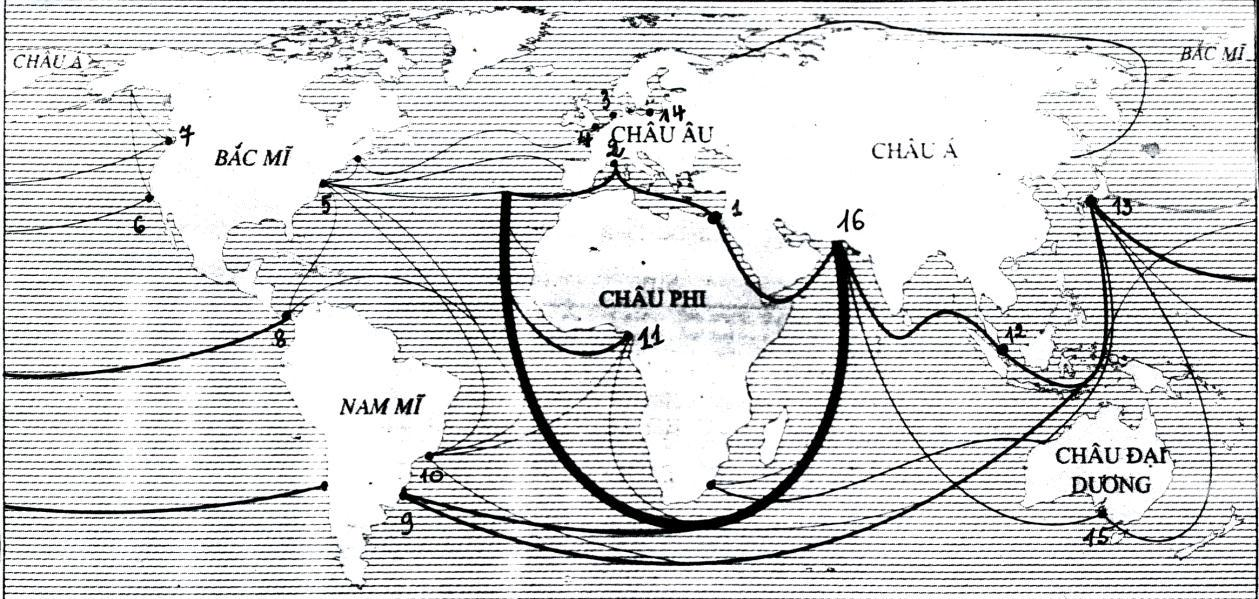 CHÂU Á
BẮC MĨ
3
14
7
4
CHÂU ÂU
BẮC MĨ
CHÂU Á
2
5
1
13
6
16
CHÂU PHI
8
11
12
NAM MĨ
CHÂU ĐẠI
DƯƠNG
10
9
15